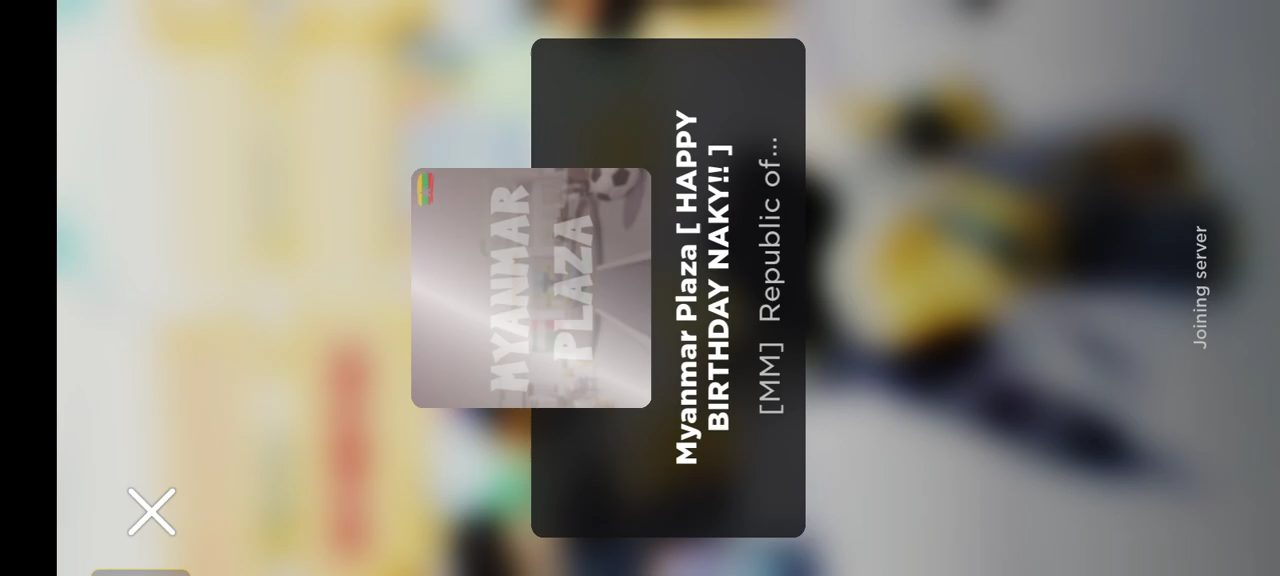 MYANMAR
PLAZA
Myanmar Plaza [ HAPPY
BIRTHDAY NAKY!! ]
[MM] Republic of...
Joining server